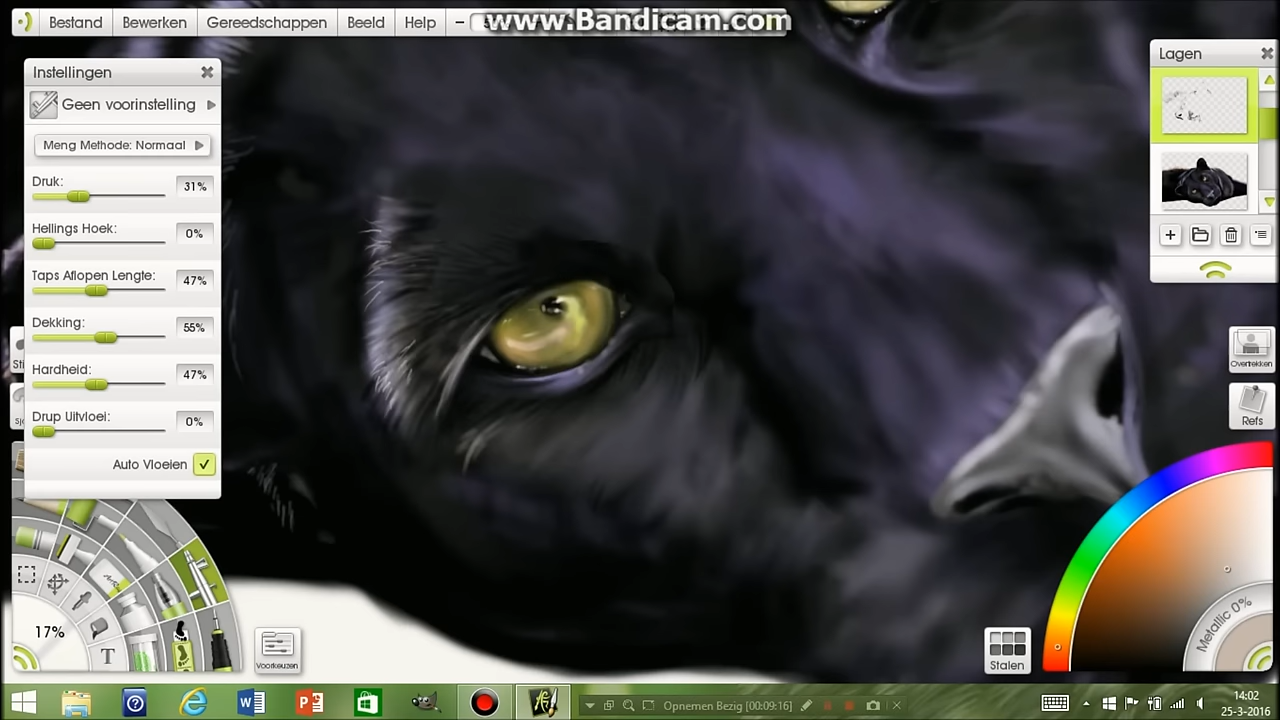 Bestand Bewerken Gereedschappen Beeld Help
www.Bandicam.com
Instellingen
Geen voorinstelling
Meng Methode: Normaal
Druk: 31%
Hellings Hoek: 0%
Taps Aflopen Lengte: 47%
Dekking: 55%
Hardheid: 47%
Drup Uitvloei: 0%
Auto Vloeien
17%
T
Voorkeuzen
Lagen
Overtrekken
Refs
Metallic 0%
Stalen
Opnemen Bezig [00:09:16]
14:02
25-3-2016